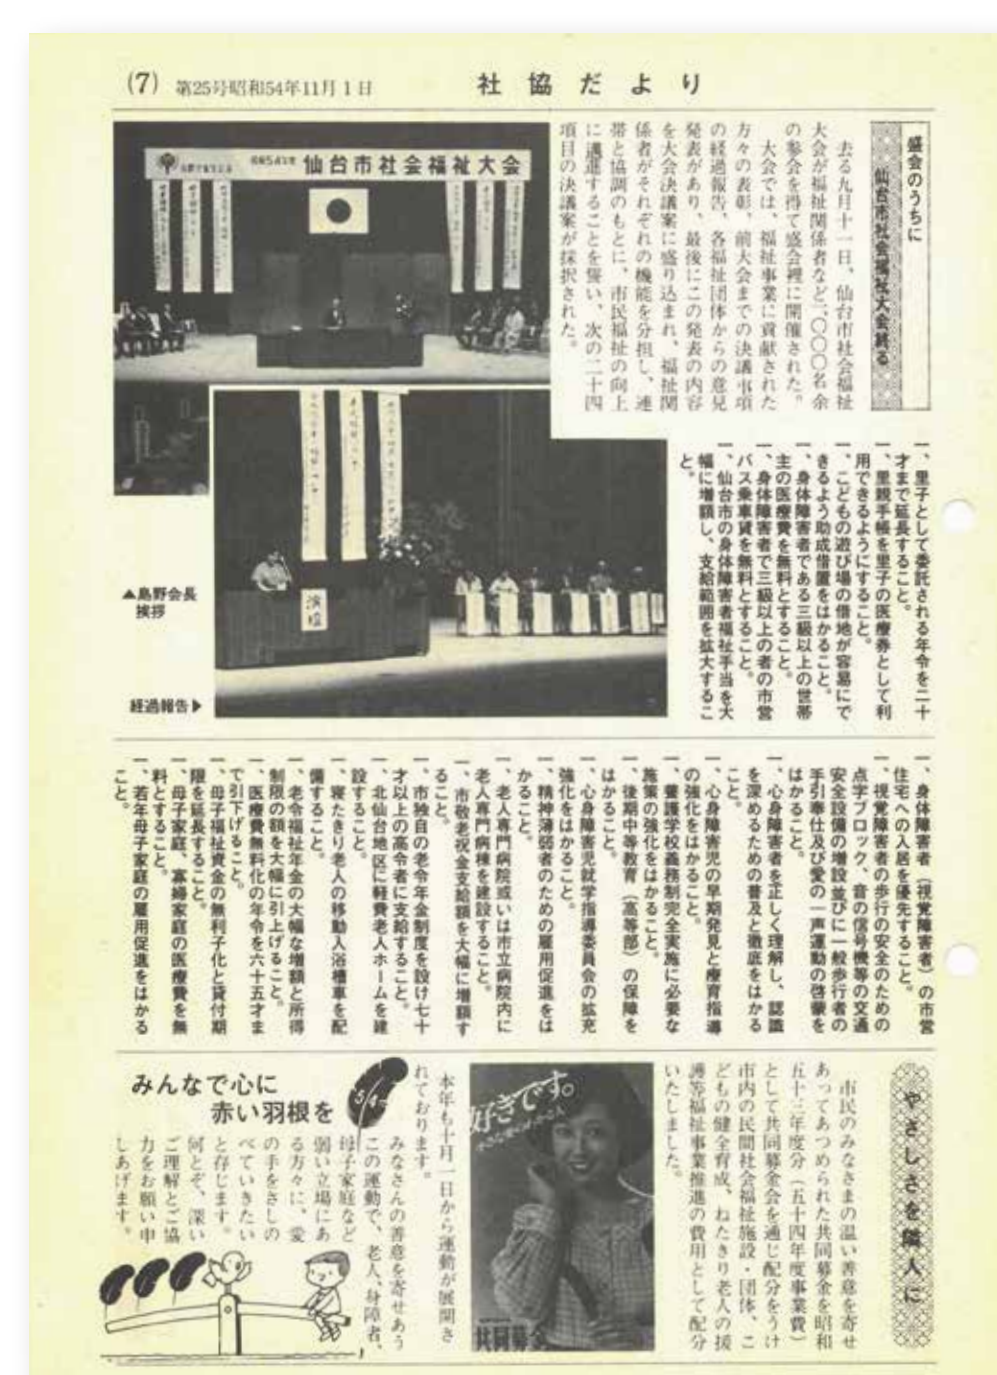 (7) 第25号昭和54年11月1日
社協だより
盛会のうちに
仙台市社会福祉大会終る
去る九月十一日、仙台市社会福祉
大会が福祉関係者など、〇〇〇名余
の参会を得て盛会裡に開催された。
大会では、福祉事業に貢献された
方々の表彰、前大会までの決議事項
の経過報告、各福祉団体からの意見
発表があり、最後にこの発表の内容
を大会決議案に盛り込まれ、福祉関
係者がそれぞれの機能を分担し、連
帯と協調のもとに、市民福祉の向上
に邁進することを誓い、次の二十四
項目の決議案が採択された。
仙台市社会福祉大会
演壇
▲島野会長
挨拶
経過報告▶
一、里子として委託される年令を二十
才まで延長すること。
一、里親手帳を里子の医療券として利
用できるようにすること。
一、こどもの遊び場の借地が容易にで
きるよう助成借置をはかること。
一、身体障害者である三級以上の世帯
主の医療費を無料とすること。
一、身体障害者で三級以上の者の市営
バス乗車賃を無料とすること。
一、仙台市の身体障害者福祉手当を大
幅に増額し、支給範囲を拡大するこ
と。
一、身体障害者(視覚障害者)の市営
住宅への入居を優先すること。
一、視覚障害者の歩行の安全のための
点字ブロック、音の信号機等の交通
安全設備の増設並びに一般歩行者の
手引奉仕及び愛の一声運動の啓蒙を
はかること。
一、心身障害者を正しく理解し、認識
を深めるための普及と徹底をはかる
こと。
一、心身障害児の早期発見と療育指導
の強化をはかること。
一、養護学校義務制完全実施に必要な
施策の強化をはかること。
一、後期中等教育(高等部)の保障を
はかること。
一、心身障害児就学指導委員会の拡充
強化をはかること。
一、精神薄弱者のための雇用促進をは
かること。
一、老人専門病院或いは市立病院内に
老人専門病棟を建設すること。
一、市敬老祝金支給額を大幅に増額す
ること。
一、市独自の老令年金制度を設け七十
才以上の高令者に支給すること。
一、北仙台地区に軽費老人ホームを建
設すること。
一、寝たきり老人の移動入浴槽車を配
備すること。
一、老令福祉年金の大幅な増額と所得
制限の額を大幅に引上げること。
一、医療費無料化の年令を六十五才ま
で引下げること。
一、母子福祉資金の無利子化と貸付期
限を延長すること。
一、母子家庭、寡婦家庭の医療費を無
料とすること。
一、若年母子家庭の雇用促進をはかる
こと。
やさしさを隣人に
市民のみなさまの温い善意を寄せ
あってあつめられた共同募金を昭和
五十三年度分(五十四年度事業費)
として共同募金会を通じ配分をうけ
市内の民間社会福祉施設・団体、こ
どもの健全育成、ねたきり老人の援
護等福祉事業推進の費用として配分
いたしました。
好きです。
共同募金
本年も十月一日から運動が展開さ
れております。
みなさんの善意を寄せあう
この運動で、老人、身障者、
母子家庭など
弱い立場にあ
る方々に、愛
の手をさしの
べていきたい
と存じます。
何とぞ、深い
ご理解とご協
力をお願い申
しあげます。
みんなで心に
赤い羽根を